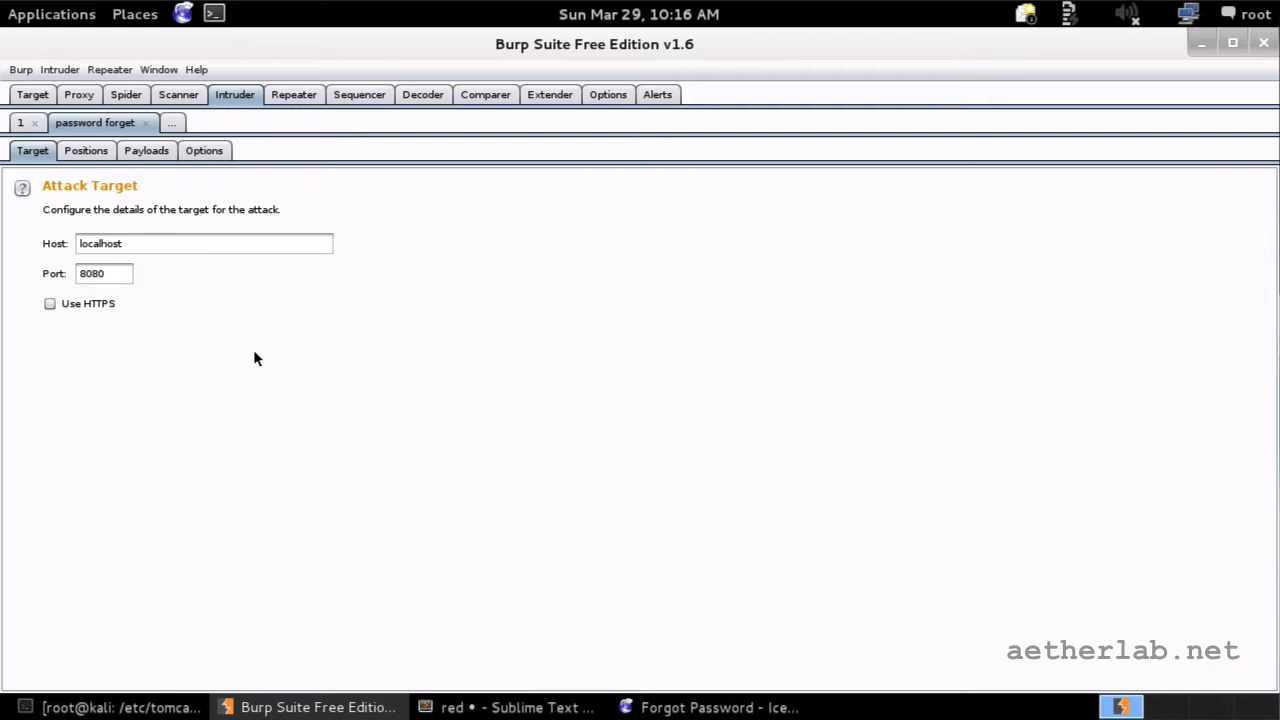 Applications Places Sun Mar 29, 10:16 AM root
Burp Suite Free Edition v1.6
Burp Intruder Repeater Window Help
Target Proxy Spider Scanner Intruder Repeater Sequencer Decoder Comparer Extender Options Alerts
1 × password forget × ...
Target Positions Payloads Options
? Attack Target
Configure the details of the target for the attack.
Host: localhost
Port: 8080
Use HTTPS
aetherlab.net
[root@kali: /etc/tomca... Burp Suite Free Editio... red • - Sublime Text ... Forgot Password - Ice...